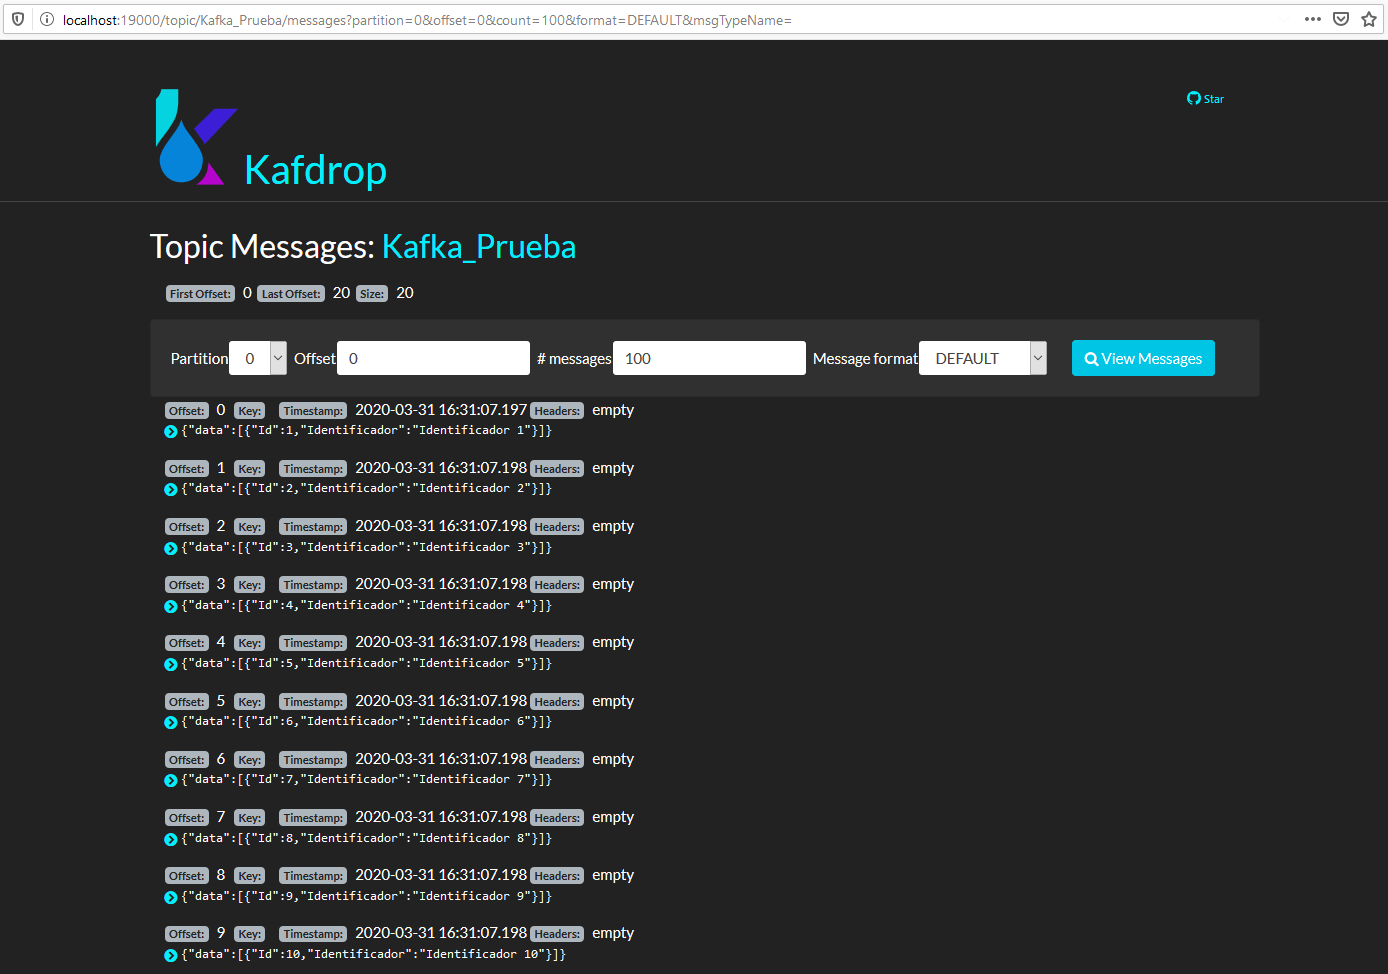 localhost:19000/topic/Kafka_Prueba/messages?partition=0&offset=0&count=100&format=DEFAULT&msgTypeName=
Star
Kafdrop
Topic Messages: Kafka_Prueba
First Offset: 0 Last Offset: 20 Size: 20
Partition 0 Offset 0 # messages 100 Message format DEFAULT View Messages
Offset: 0 Key: Timestamp: 2020-03-31 16:31:07.197 Headers: empty
{"data":[{"Id":1,"Identificador":"Identificador 1"}]}
Offset: 1 Key: Timestamp: 2020-03-31 16:31:07.198 Headers: empty
{"data":[{"Id":2,"Identificador":"Identificador 2"}]}
Offset: 2 Key: Timestamp: 2020-03-31 16:31:07.198 Headers: empty
{"data":[{"Id":3,"Identificador":"Identificador 3"}]}
Offset: 3 Key: Timestamp: 2020-03-31 16:31:07.198 Headers: empty
{"data":[{"Id":4,"Identificador":"Identificador 4"}]}
Offset: 4 Key: Timestamp: 2020-03-31 16:31:07.198 Headers: empty
{"data":[{"Id":5,"Identificador":"Identificador 5"}]}
Offset: 5 Key: Timestamp: 2020-03-31 16:31:07.198 Headers: empty
{"data":[{"Id":6,"Identificador":"Identificador 6"}]}
Offset: 6 Key: Timestamp: 2020-03-31 16:31:07.198 Headers: empty
{"data":[{"Id":7,"Identificador":"Identificador 7"}]}
Offset: 7 Key: Timestamp: 2020-03-31 16:31:07.198 Headers: empty
{"data":[{"Id":8,"Identificador":"Identificador 8"}]}
Offset: 8 Key: Timestamp: 2020-03-31 16:31:07.198 Headers: empty
{"data":[{"Id":9,"Identificador":"Identificador 9"}]}
Offset: 9 Key: Timestamp: 2020-03-31 16:31:07.198 Headers: empty
{"data":[{"Id":10,"Identificador":"Identificador 10"}]}